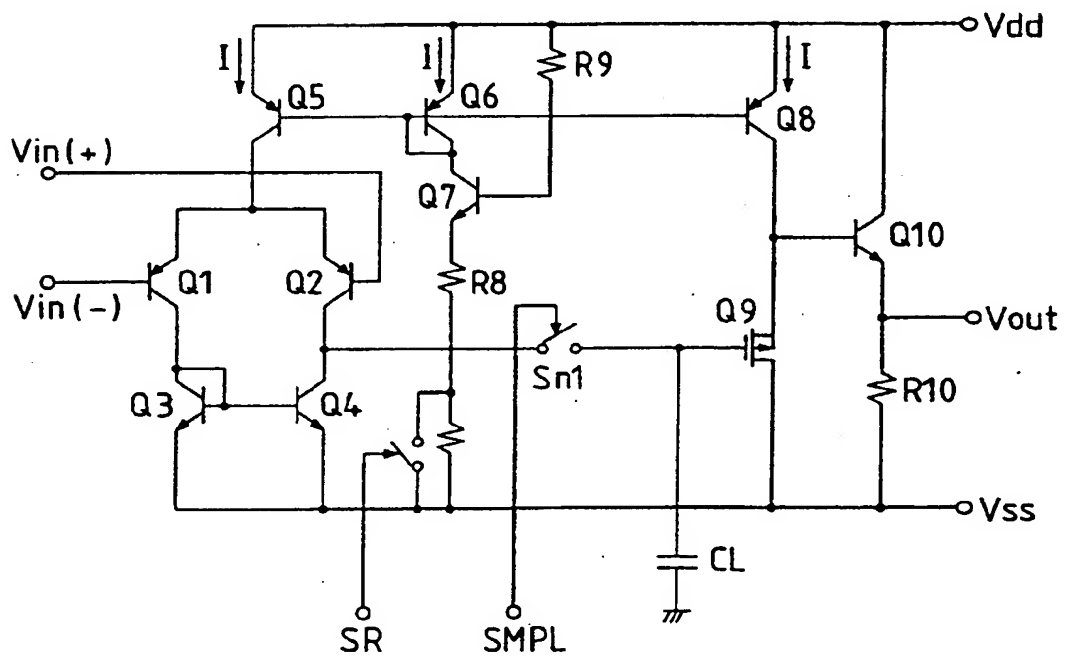 Vdd
I
I
R9
I
Q5
Q6
Q8
Vin(+)
Q7
Q10
Q1
Q2
R8
Vin(-)
Q9
Vout
Sn1
Q3
Q4
R10
Vss
CL
SR
SMPL